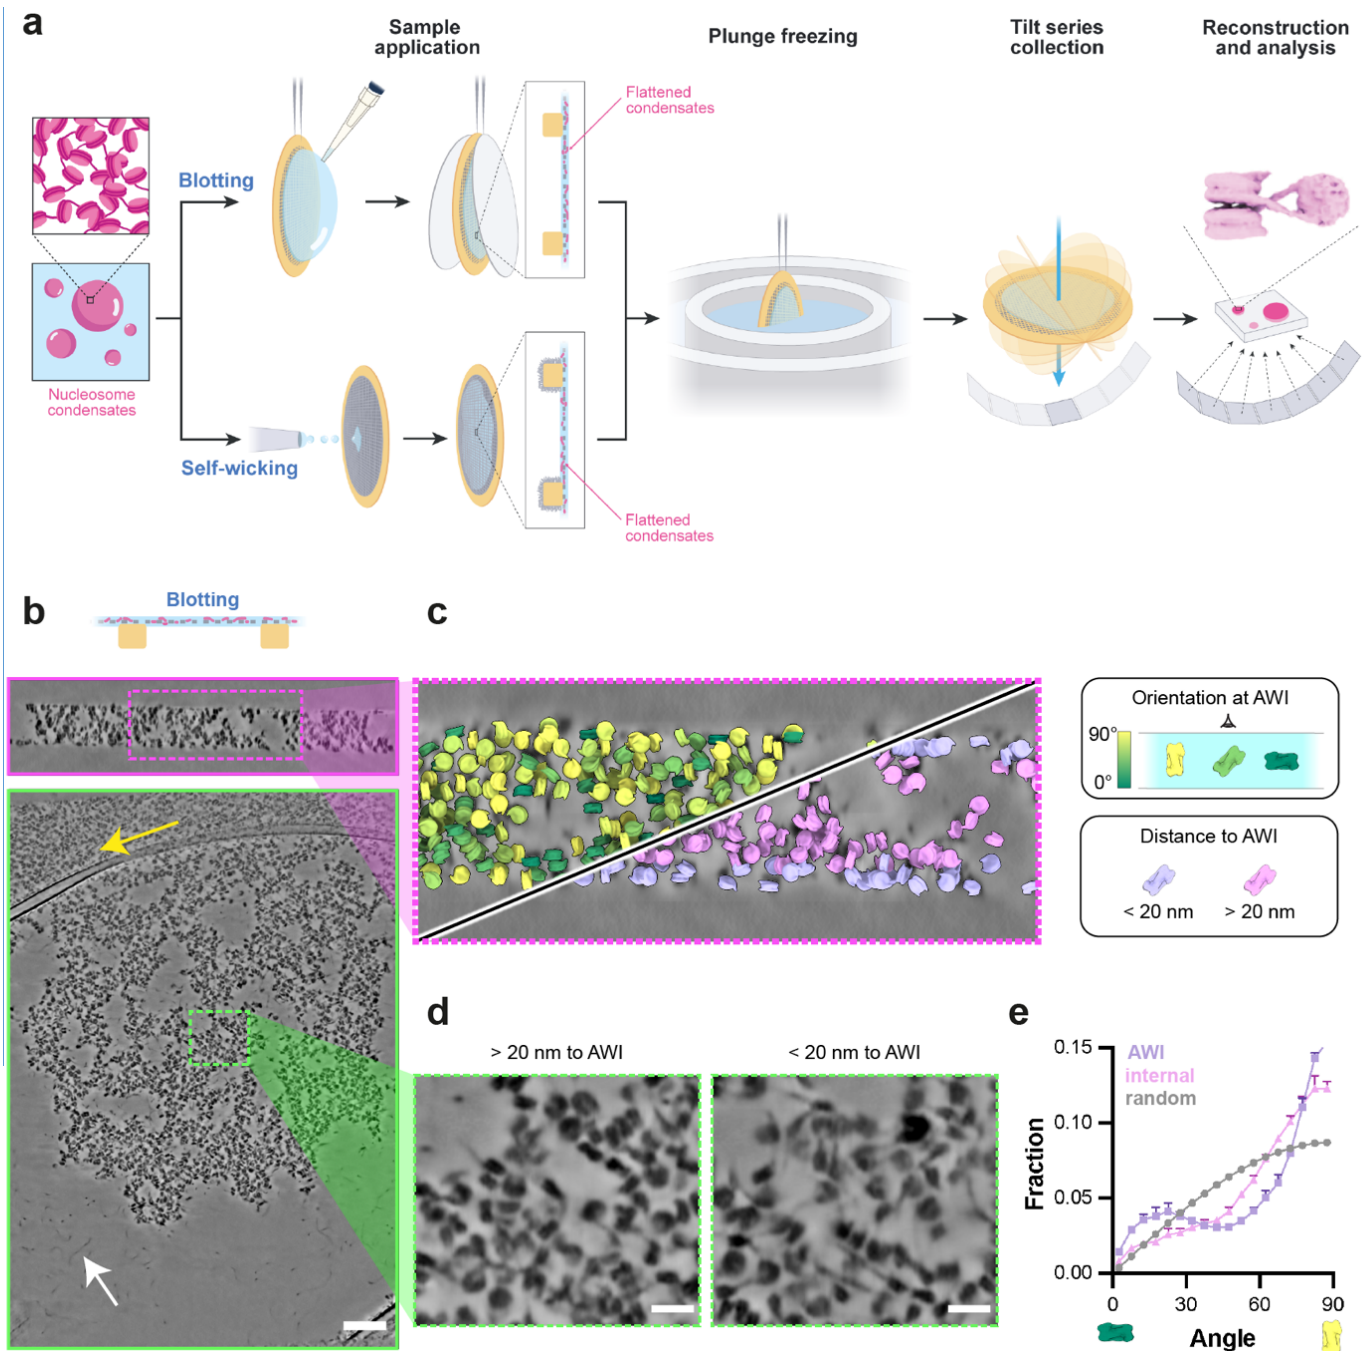 a
Sample
application
Plunge freezing
Tilt series
collection
Reconstruction
and analysis
Flattened
condensates
Blotting
Nucleosome
condensates
Self-wicking
Flattened
condensates
b
Blotting
c
Orientation at AWI
90°
0°
Distance to AWI
< 20 nm
> 20 nm
d
> 20 nm to AWI
< 20 nm to AWI
e
0.15
0.10
0.05
0.00
Fraction
AWI
internal
random
0
30
60
90
Angle